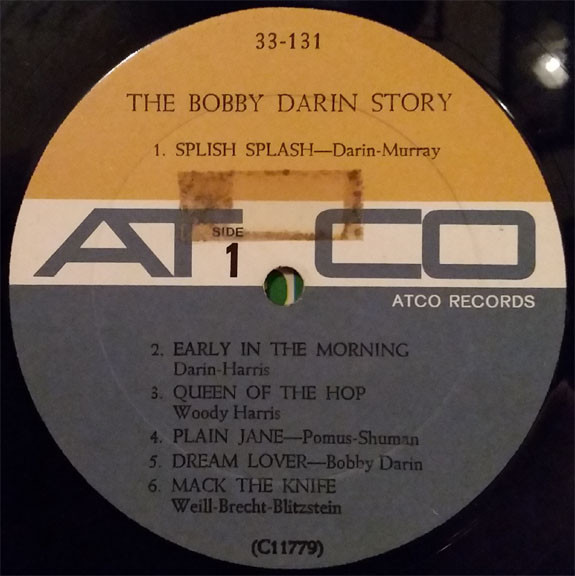 33-131
THE BOBBY DARIN STORY
1. SPLISH SPLASH—Darin-Murray
ATCO
SIDE
1
ATCO RECORDS
2. EARLY IN THE MORNING
Darin-Harris
3. QUEEN OF THE HOP
Woody Harris
4. PLAIN JANE—Pomus-Shuman
5. DREAM LOVER—Bobby Darin
6. MACK THE KNIFE
Weill-Brecht-Blitzstein
(C11779)